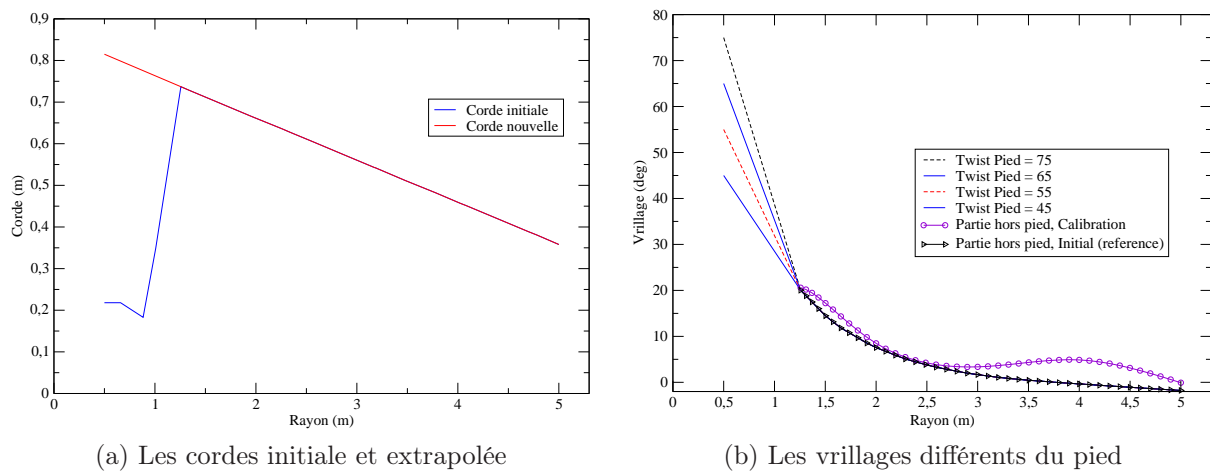 0,9
0,8
0,7
0,6
0,5
0,4
0,3
0,2
0,1
0
Corde (m)
0
1
2
3
4
5
Rayon (m)
Corde initiale
Corde nouvelle
(a) Les cordes initiale et extrapolée
80
70
60
50
40
30
20
10
0
Vrillage (deg)
0
0,5
1
1,5
2
2,5
3
3,5
4
4,5
5
Rayon (m)
Twist Pied = 75
Twist Pied = 65
Twist Pied = 55
Twist Pied = 45
Partie hors pied, Calibration
Partie hors pied, Initial (reference)
(b) Les vrillages différents du pied